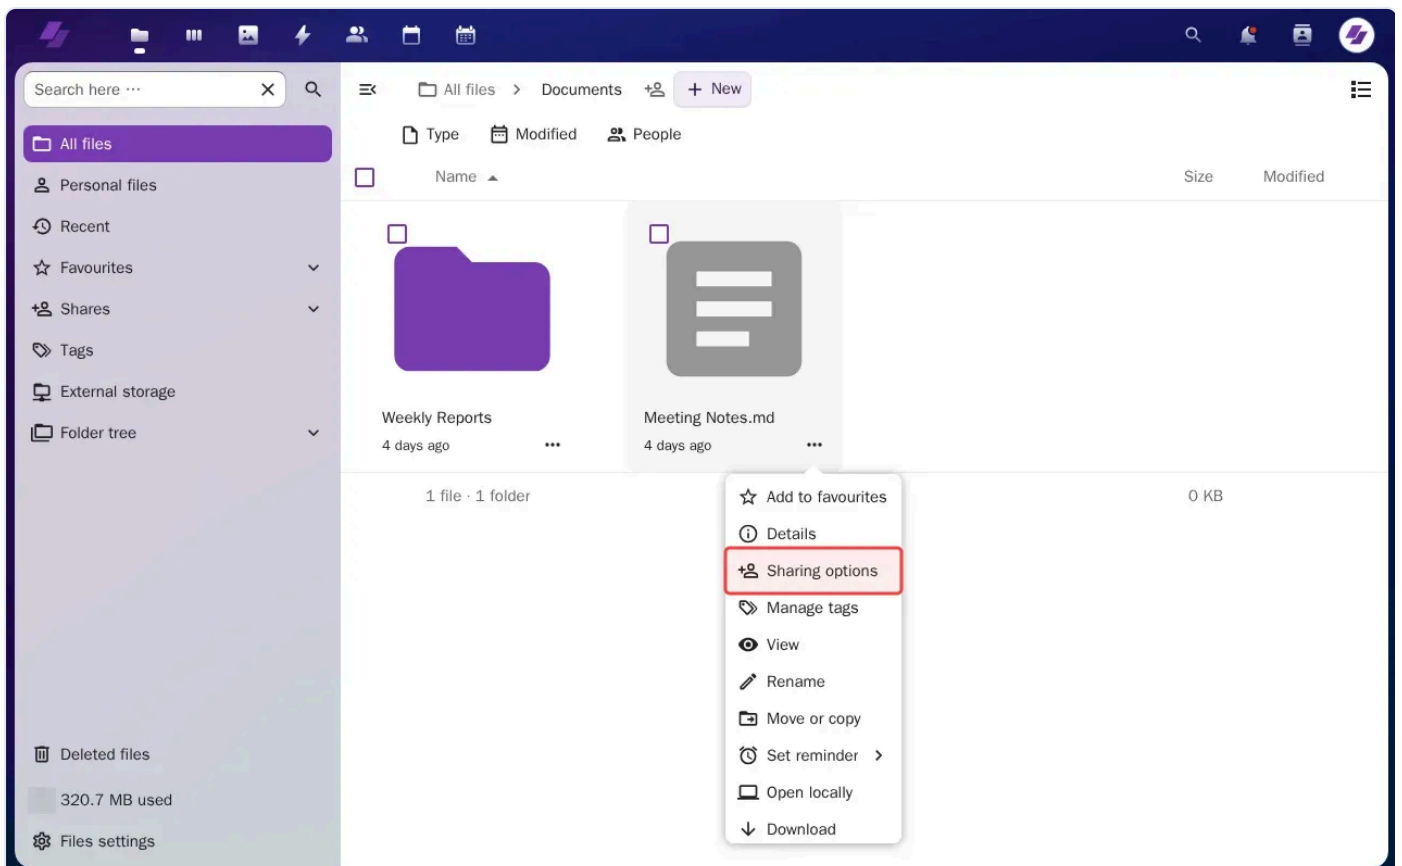 Search here ···
All files
Personal files
Recent
Favourites
Shares
Tags
External storage
Folder tree
Deleted files
320.7 MB used
Files settings
All files > Documents
+ New
Type Modified People
Name Size Modified
Weekly Reports
4 days ago
Meeting Notes.md
4 days ago
1 file · 1 folder 0 KB
Add to favourites
Details
Sharing options
Manage tags
View
Rename
Move or copy
Set reminder
Open locally
Download